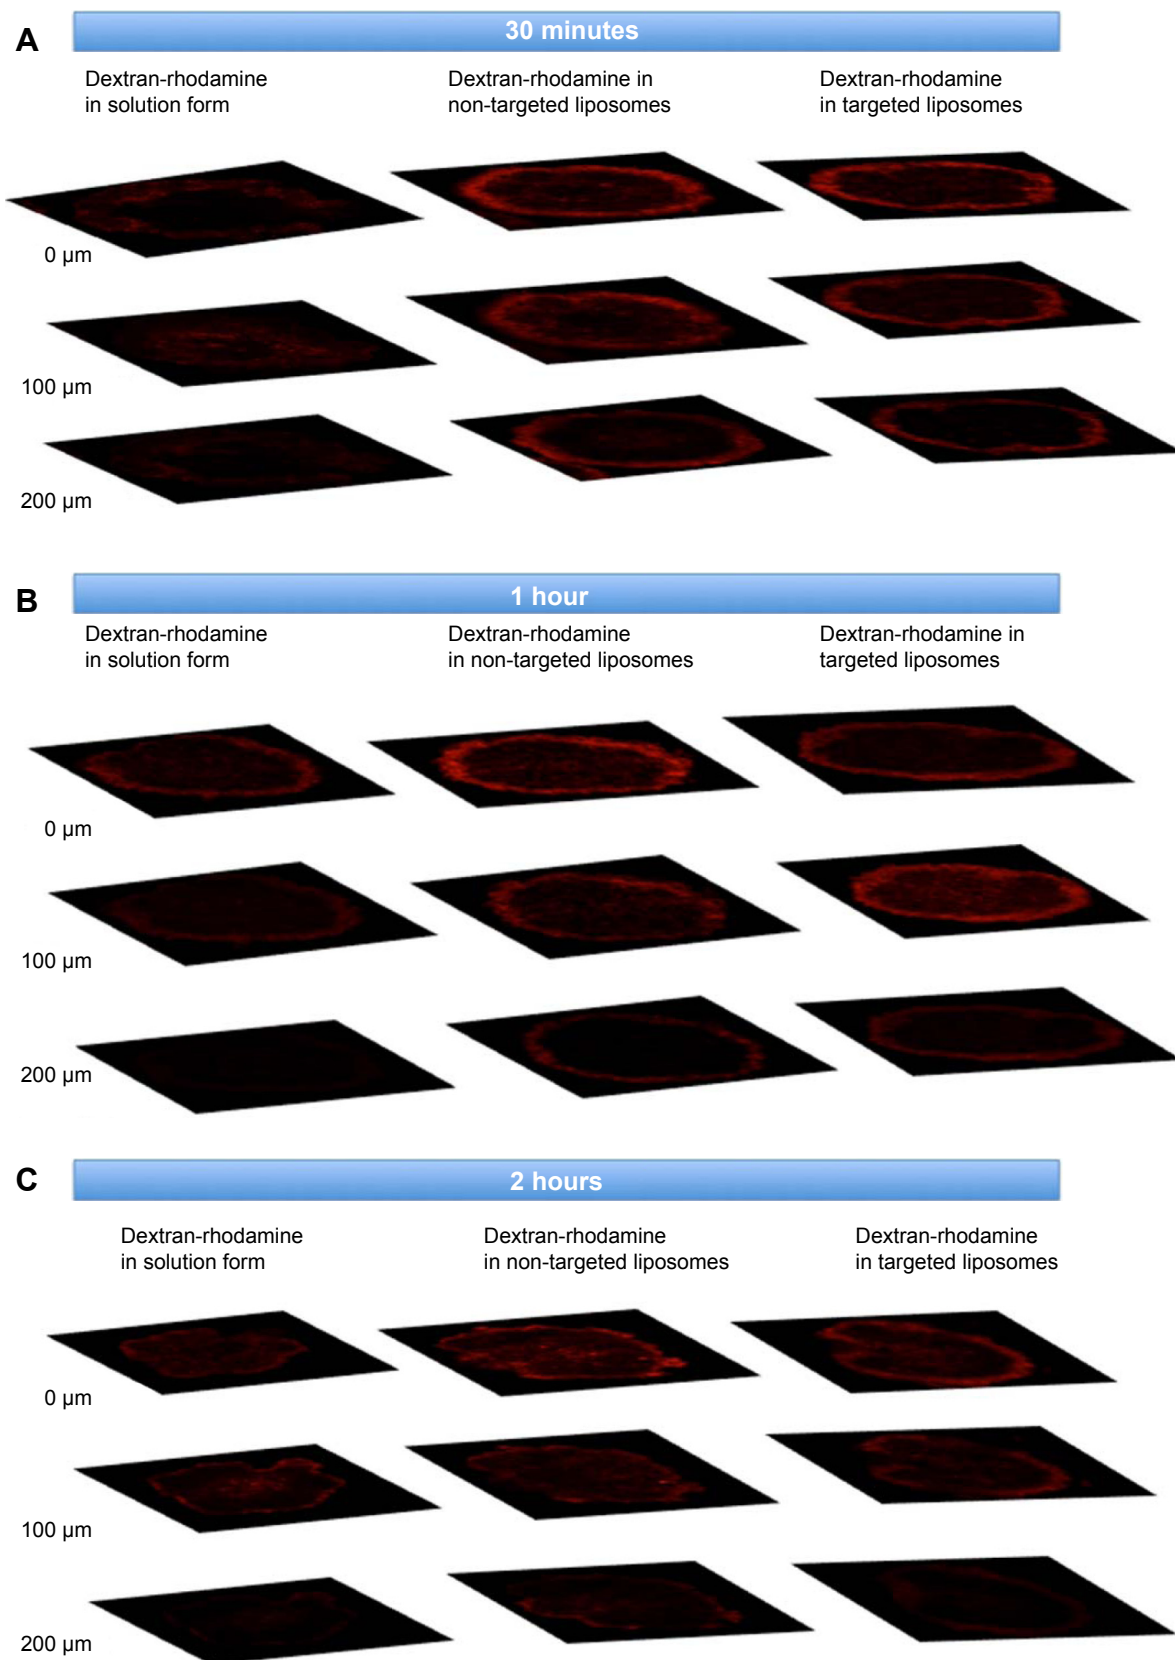 A
30 minutes
Dextran-rhodamine
in solution form
Dextran-rhodamine in
non-targeted liposomes
Dextran-rhodamine
in targeted liposomes
0 µm
100 µm
200 µm
B
1 hour
Dextran-rhodamine
in solution form
Dextran-rhodamine
in non-targeted liposomes
Dextran-rhodamine in
targeted liposomes
0 µm
100 µm
200 µm
C
2 hours
Dextran-rhodamine
in solution form
Dextran-rhodamine
in non-targeted liposomes
Dextran-rhodamine
in targeted liposomes
0 µm
100 µm
200 µm